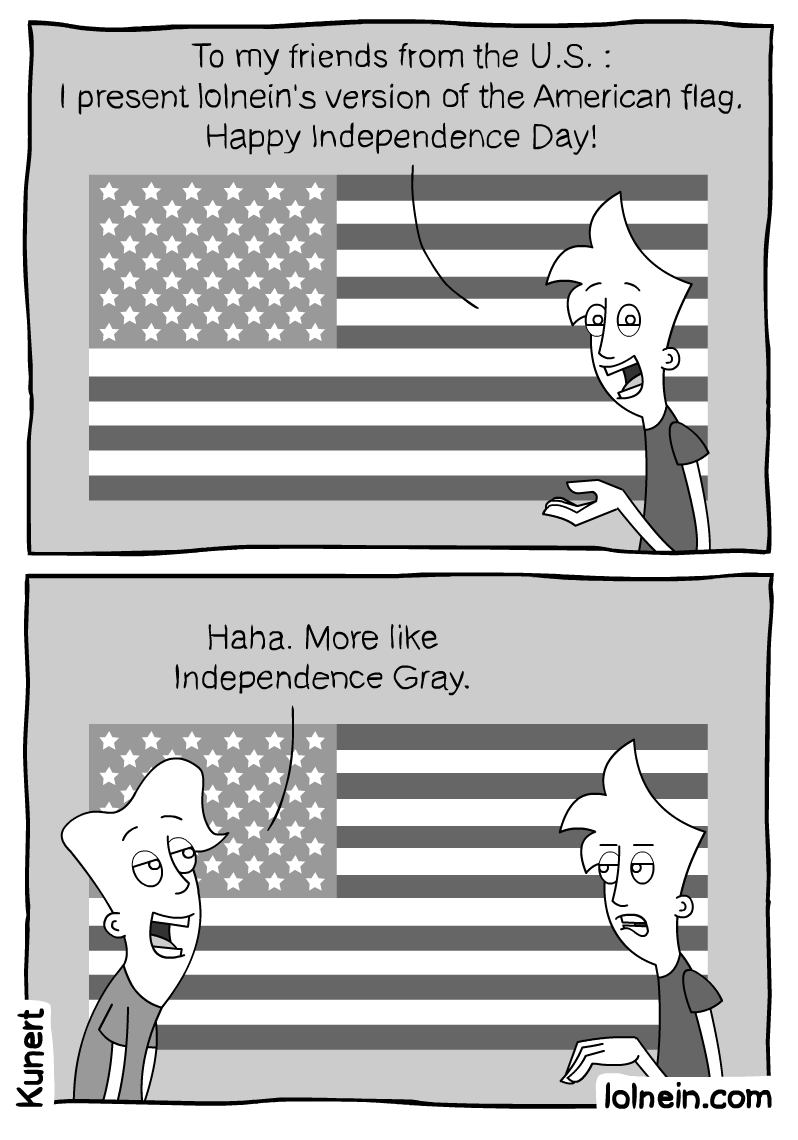 To my friends from the U.S. :
I present lolnein's version of the American flag.
Happy Independence Day!
Haha. More like
Independence Gray.
Kunert
lolnein.com